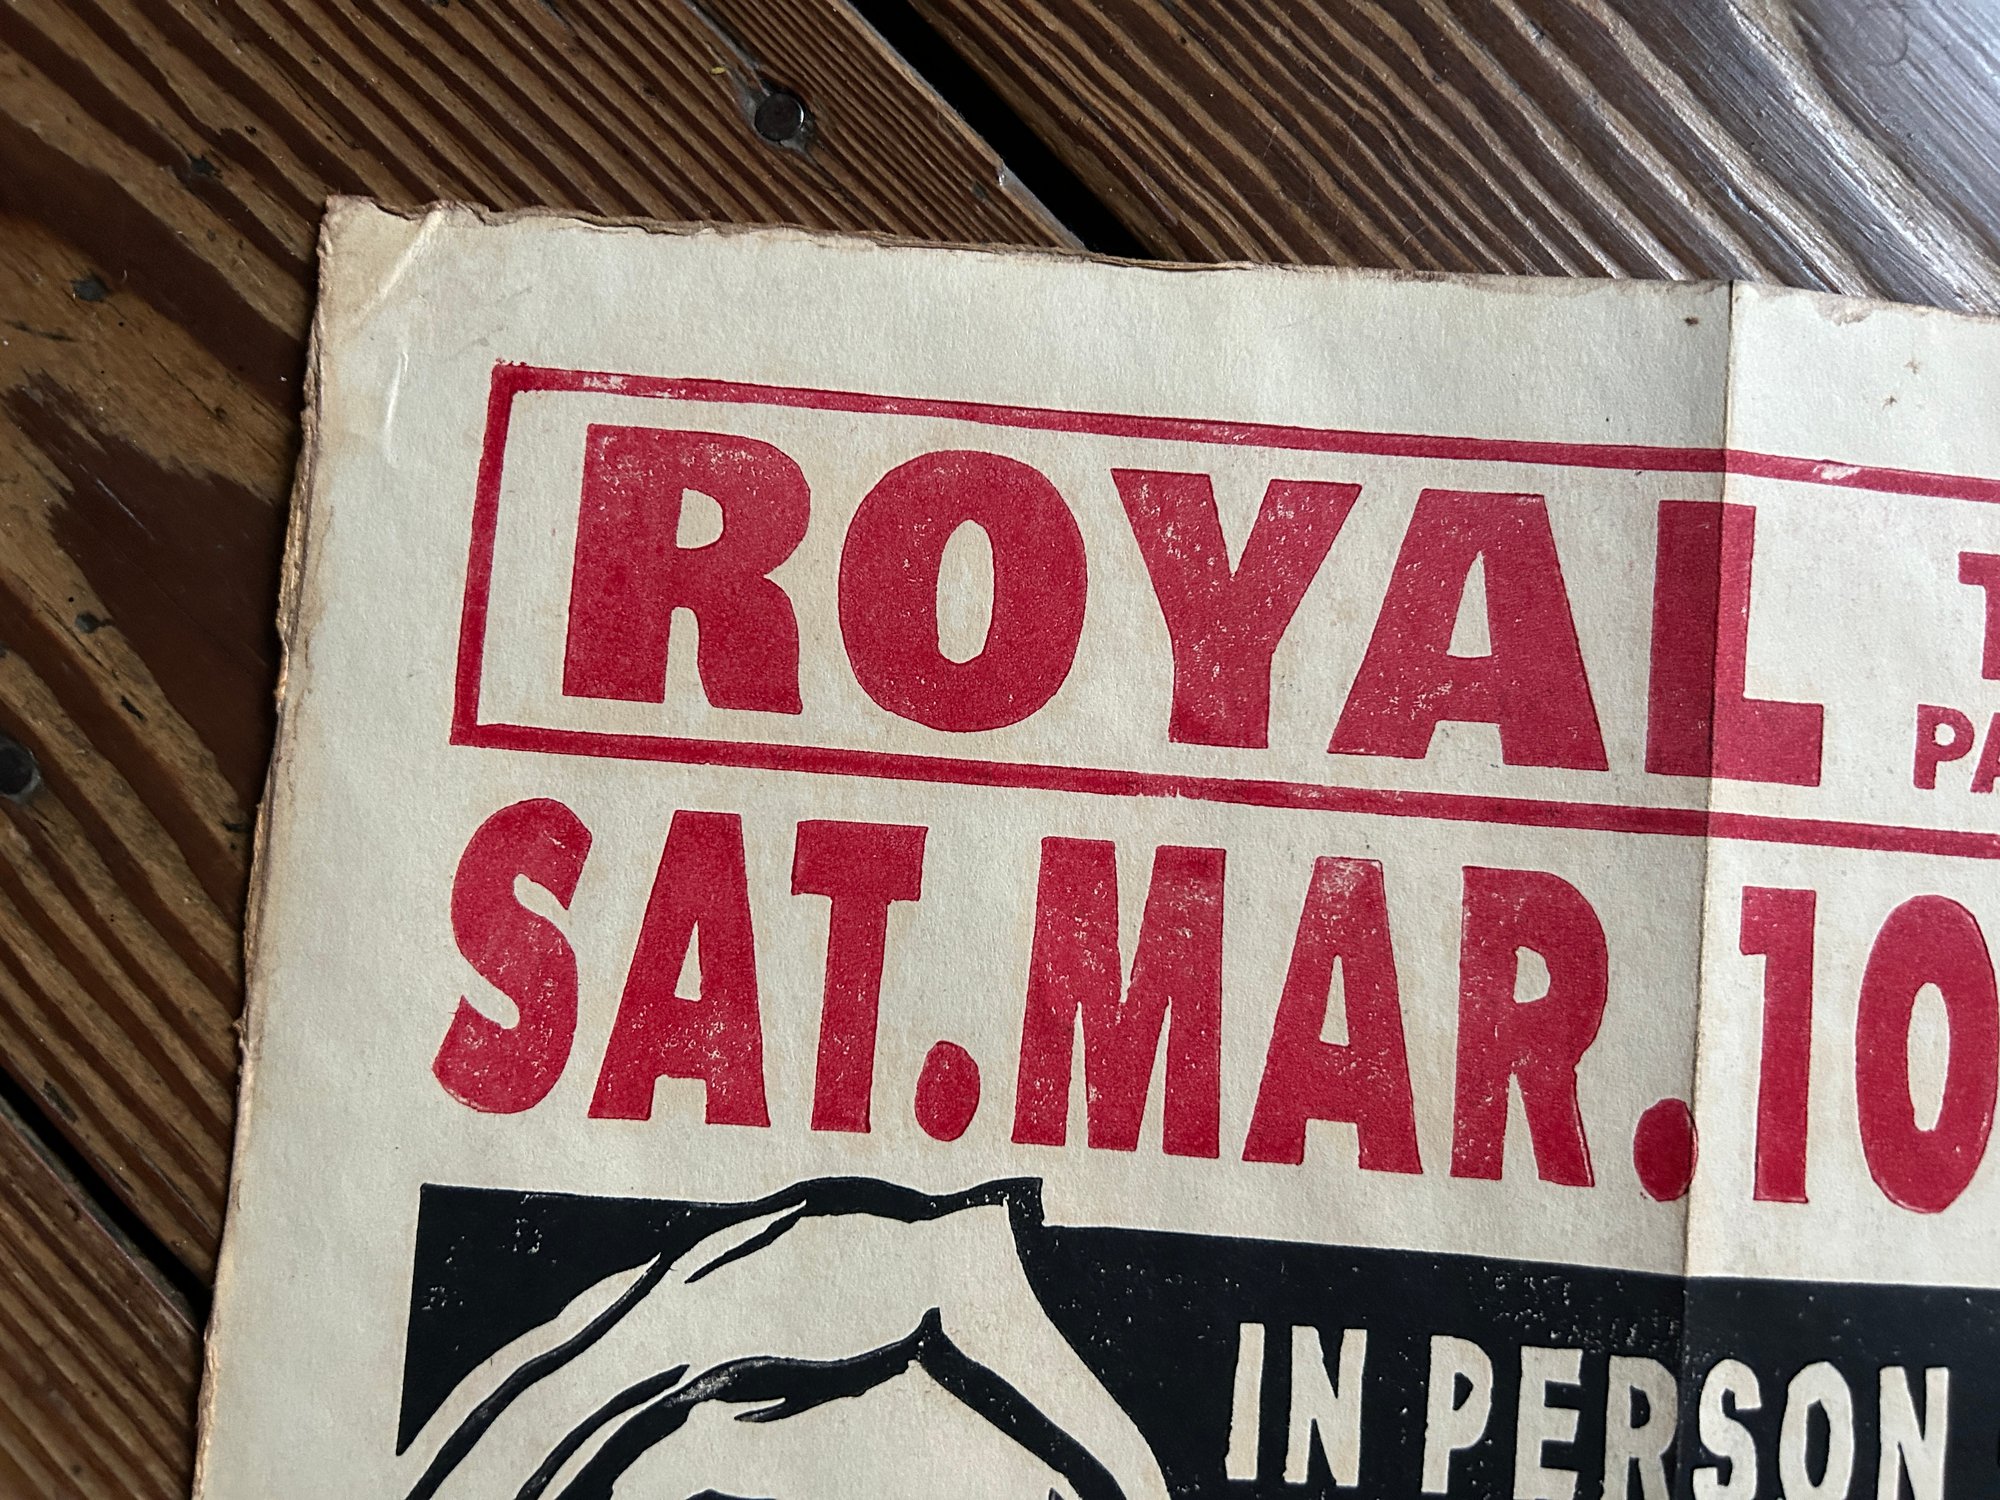 ROYAL
SAT. MAR. 10
IN PERSON